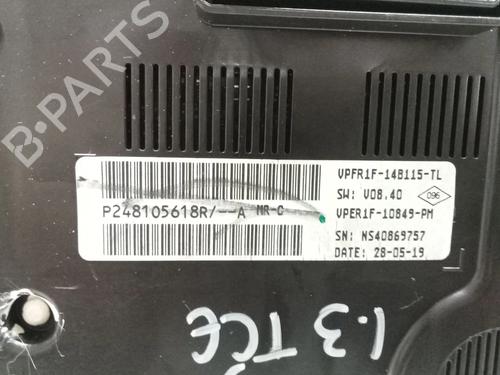 B-PARTS
P248105618R/--A NR-C
VPFR1F-14B115-TL
SW: V08.40
096
VPER1F-10849-PM
SN: NS40869757
DATE: 28-05-19
1.3 TCE